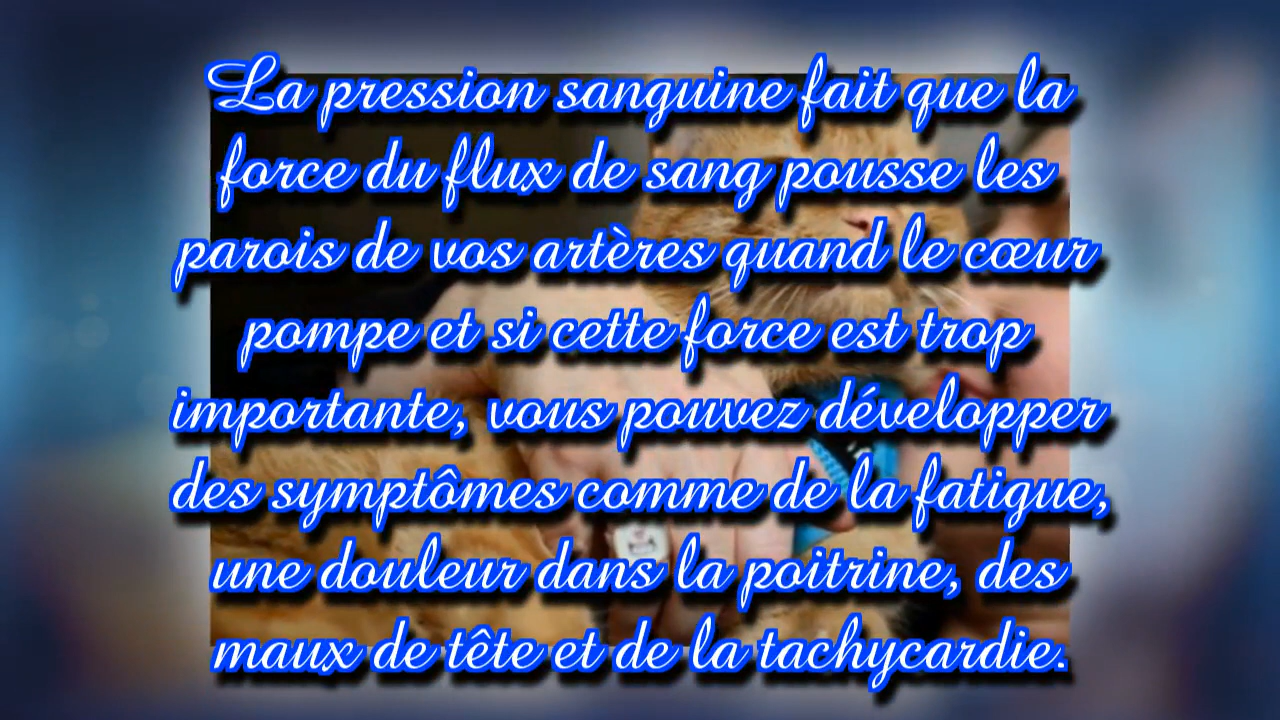 La pression sanguine fait que la
force du flux de sang pousse les
parois de vos artères quand le cœur
pompe et si cette force est trop
importante, vous pouvez développer
des symptômes comme de la fatigue,
une douleur dans la poitrine, des
maux de tête et de la tachycardie.